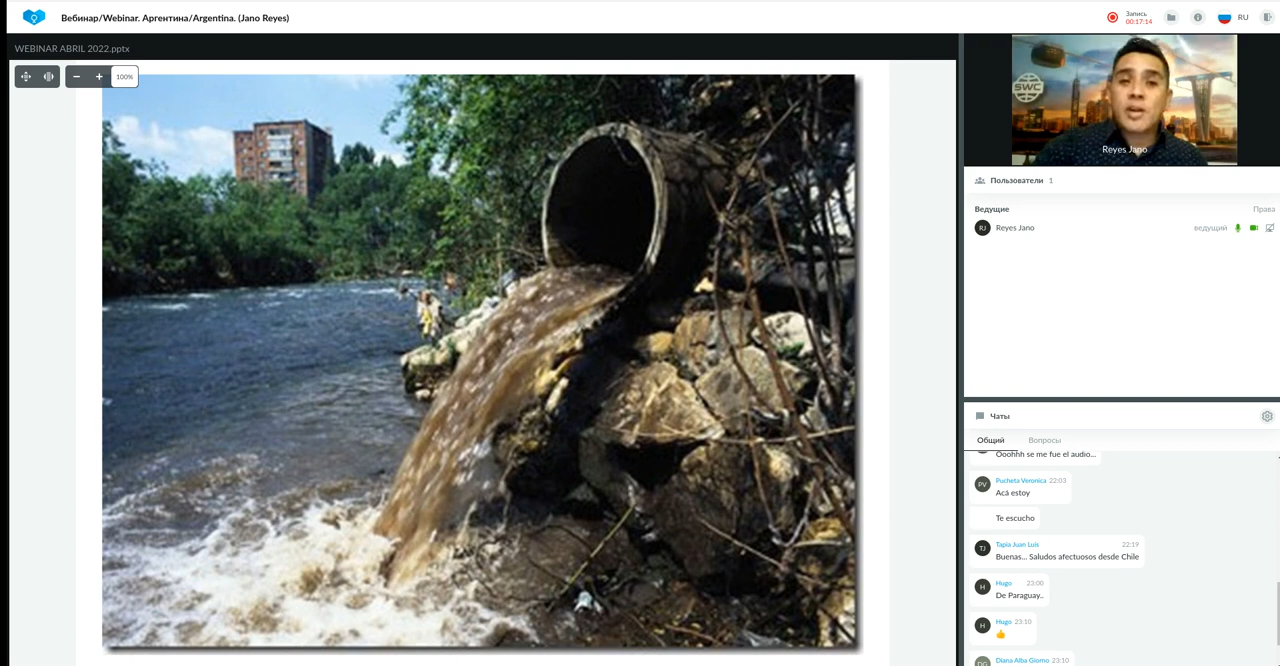 Вебинар/Webinar. Аргентина/Argentina. (Jano Reyes)
Запись
00:17:14
RU
WEBINAR ABRIL 2022.pptx
100%
SWC
Reyes Jano
Пользователи 1
Ведущие Права
RJ Reyes Jano ведущий
Чаты
Общий Вопросы
Ooohhh se me fue el audio...
PV Pucheta Veronica 22:03
Acá estoy
Te escucho
TJ Tapia Juan Luis 22:19
Buenas... Saludos afectuosos desde Chile
H Hugo 23:00
De Paraguay..
H Hugo 23:10
👍
DG Diana Alba Giorno 23:10